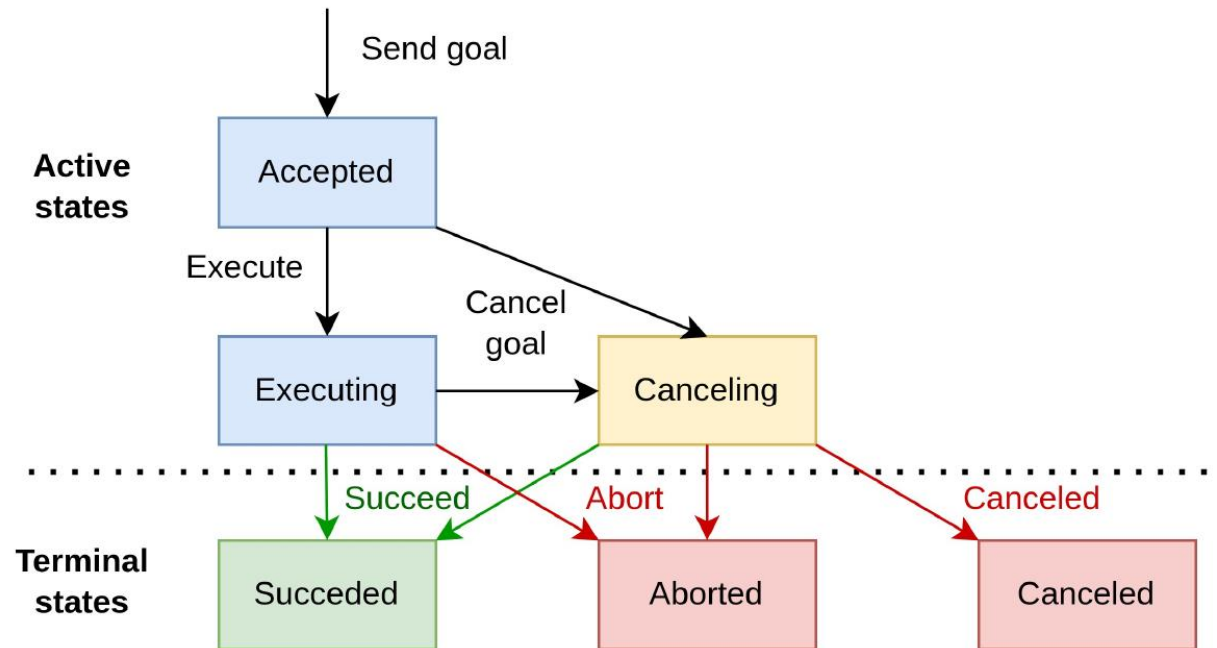 Send goal
Active
states
Accepted
Execute
Cancel
goal
Executing
Canceling
Succeed
Abort
Canceled
Terminal
states
Succeded
Aborted
Canceled